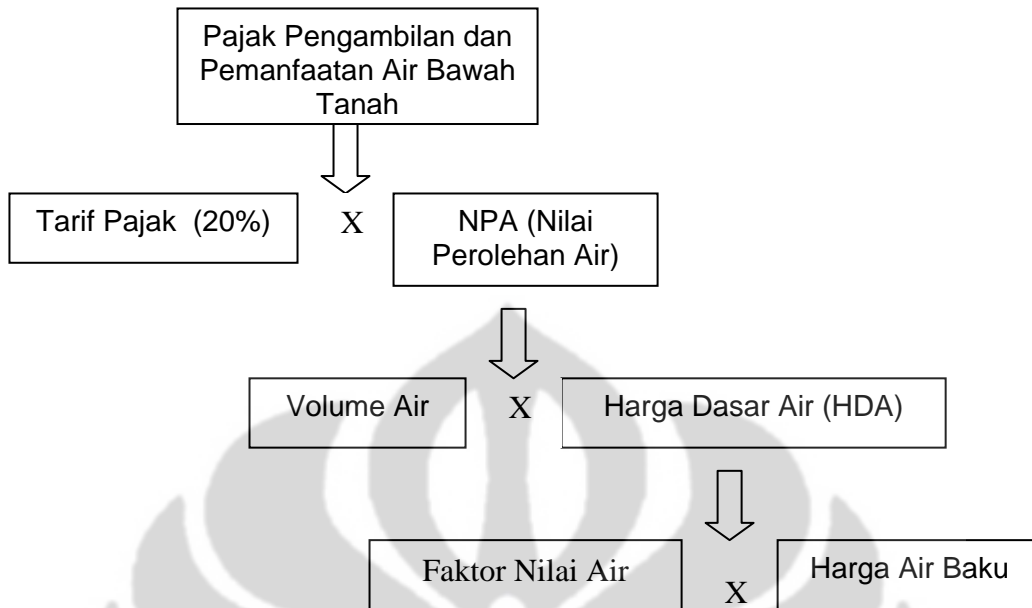 Pajak Pengambilan dan
Pemanfaatan Air Bawah
Tanah
Tarif Pajak (20%)
X
NPA (Nilai
Perolehan Air)
Volume Air
X
Harga Dasar Air (HDA)
Faktor Nilai Air
X
Harga Air Baku